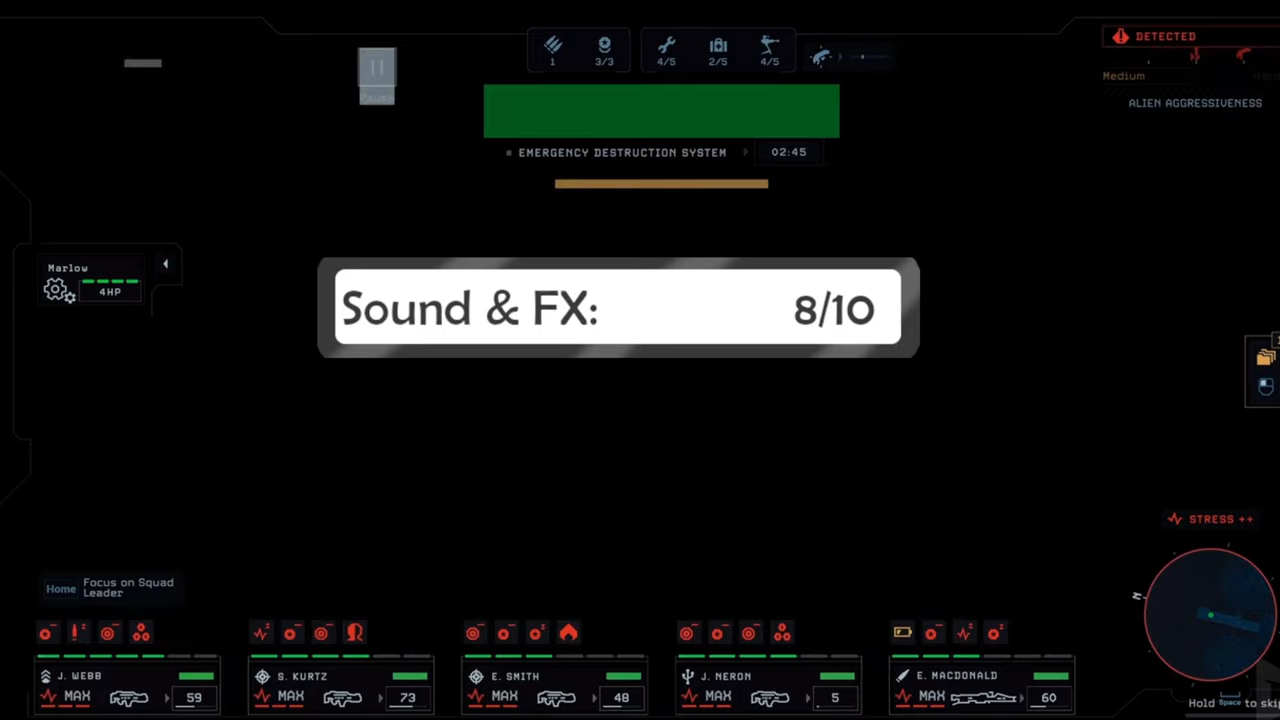 DETECTED
1
3/3
4/5
2/5
4/5
Medium
Pause
ALIEN AGGRESSIVENESS
EMERGENCY DESTRUCTION SYSTEM
02:45
Marlow
4HP
Sound & FX: 8/10
STRESS ++
N
Home
Focus on Squad
Leader
J. WEBB
MAX
59
S. KURTZ
MAX
73
E. SMITH
MAX
48
J. NERON
MAX
5
E. MACDONALD
MAX
60
Hold Space to skip